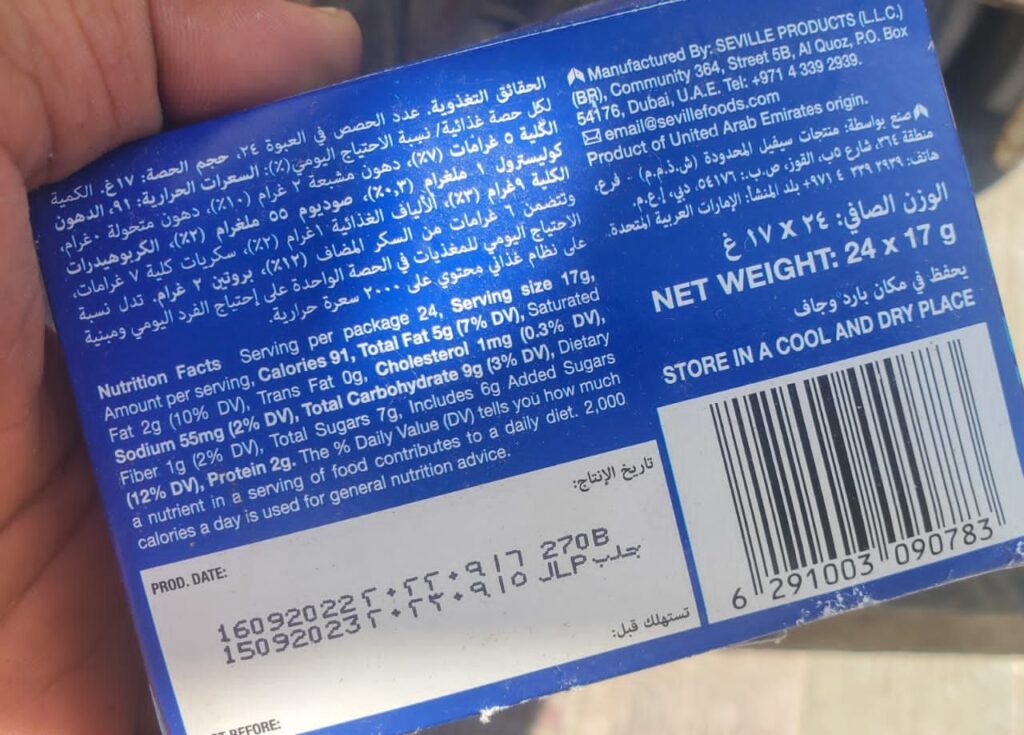 الحقائق التغذوية. عدد الحصص في العبوة ٢٤، حجم الحصة: ١٧غ. الكمية
لكل حصة غذائية/ نسبة الاحتياج اليومي (٪): السعرات الحرارية: ٩١، الدهون
الكلية ٥ غرامات (٧٪)، دهون مشبعة ٢ غرام (١٠٪)، دهون متحولة ٠غرام،
كوليسترول ١ ملغرام (٠,٣٪)، صوديوم ٥٥ ملغرام (٢٪)، الكربوهيدرات
الكلية ٩غرام (٣٪)، الألياف الغذائية ١غرام (٢٪)، سكريات كلية ٧ غرامات،
وتتضمن ٦ غرامات من السكر المضاف (١٢٪)، بروتين ٢ غرام. تدل نسبة
الاحتياج اليومي للمغذيات في الحصة الواحدة على إحتياج الفرد اليومي ومبنية
على نظام غذائي محتوي على ٢٠٠٠ سعرة حرارية.
Nutrition Facts Serving per package 24, Serving size 17g,
Amount per serving, Calories 91, Total Fat 5g (7% DV), Saturated
Fat 2g (10% DV), Trans Fat 0g, Cholesterol 1mg (0.3% DV),
Sodium 55mg (2% DV), Total Carbohydrate 9g (3% DV), Dietary
Fiber 1g (2% DV), Total Sugars 7g, Includes 6g Added Sugars
(12% DV), Protein 2g. The % Daily Value (DV) tells you how much
a nutrient in a serving of food contributes to a daily diet. 2,000
calories a day is used for general nutrition advice.
Manufactured By: SEVILLE PRODUCTS (L.L.C.)
(BR), Community 364, Street 5B, Al Quoz, P.O. Box
54176, Dubai, U.A.E. Tel: +971 4 339 2939.
email@sevillefoods.com
Product of United Arab Emirates origin.
صنع بواسطة: منتجات سيفيل المحدودة (ش.ذ.م.م) ، فرع،
منطقة ٣٦٤، شارع ٥ب، القوز، ص.ب: ٥٤١٧٦، دبي، إ.ع.م.
هاتف: ٢٩٣٩ ٣٣٩ ٤ ٩٧١+ بلد المنشأ: الإمارات العربية المتحدة.
الوزن الصافي: ٢٤ X ١٧ غ
NET WEIGHT: 24 x 17 g
يحفظ في مكان بارد وجاف
STORE IN A COOL AND DRY PLACE
تاريخ الإنتاج:
PROD. DATE:
16092022 ٢٠٢٢٠٩١٦ 270B
15092023 ٢٠٢٣٠٩١٥ JLP جلب
تستهلك قبل:
BEFORE:
6 291003 090783